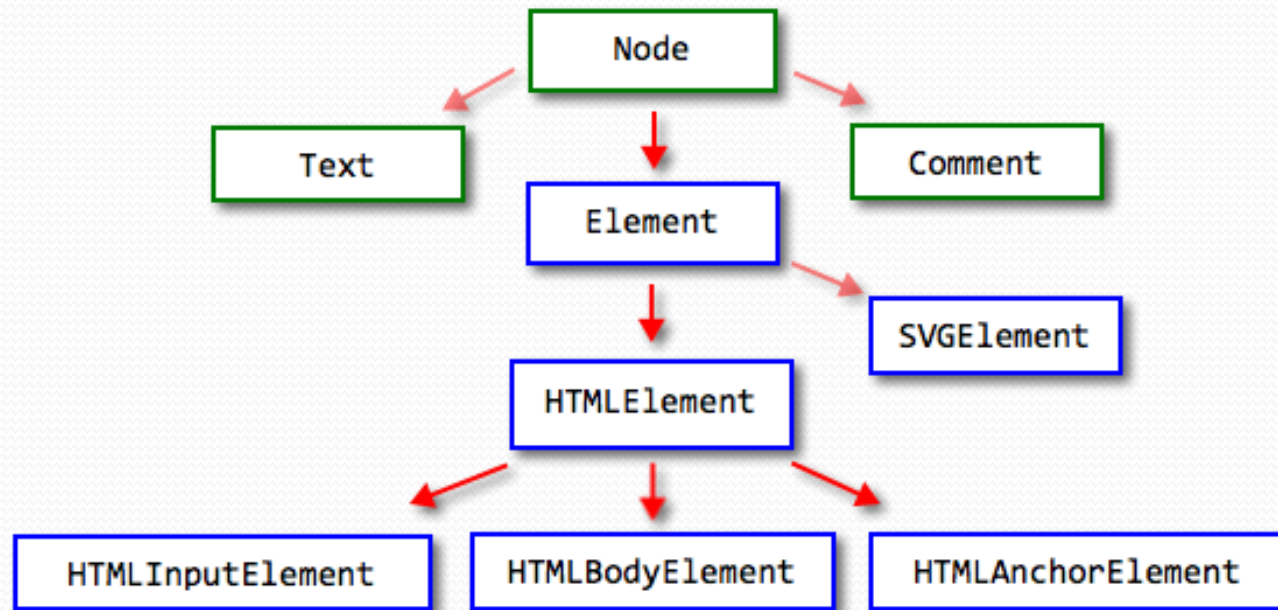 Node
Text
Comment
Element
SVGElement
HTMLElement
HTMLInputElement
HTMLBodyElement
HTMLAnchorElement